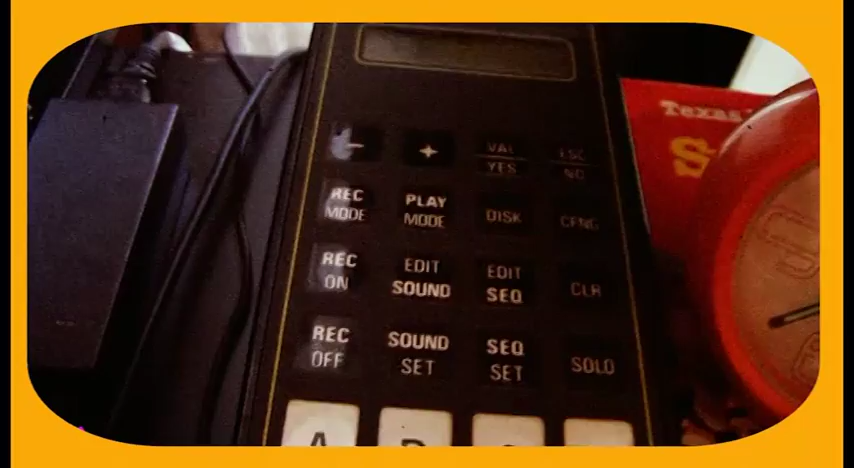 Texas'
S
- +
VAL
YES
ESC
NO
REC
MODE
PLAY
MODE
DISK
CFNG
REC
ON
EDIT
SOUND
EDIT
SEQ
CLR
REC
OFF
SOUND
SET
SEQ
SET
SOLO
A